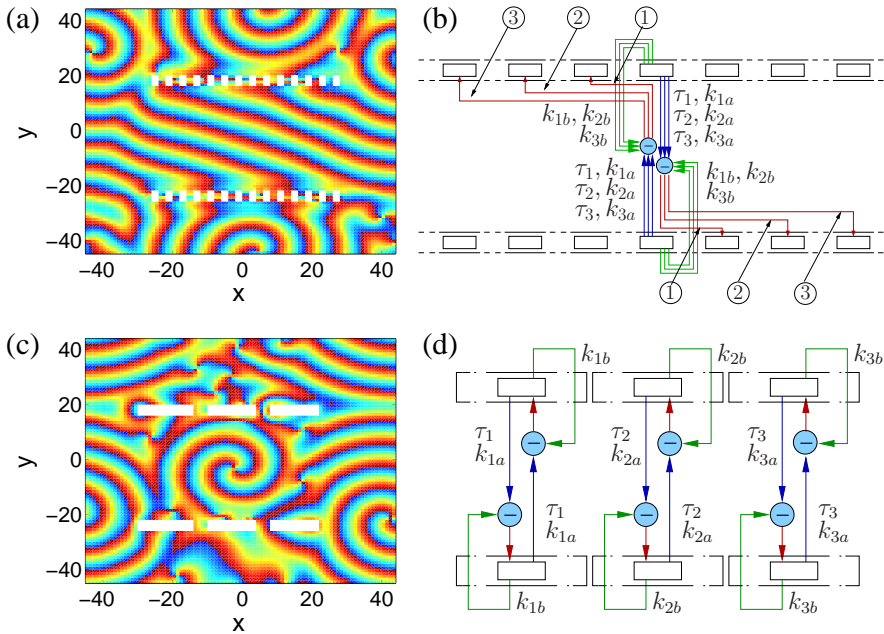 (a)
40
20
0
−20
−40
y
−40
−20
0
20
40
x
(b)
3
2
1
k1b, k2b
k3b
τ1, k1a
τ2, k2a
τ3, k3a
−
−
τ1, k1a
τ2, k2a
τ3, k3a
k1b, k2b
k3b
1
2
3
(c)
40
20
0
−20
−40
y
−40
−20
0
20
40
x
(d)
k1b
k2b
k3b
τ1
k1a
−
τ2
k2a
−
τ3
k3a
−
−
τ1
k1a
−
τ2
k2a
−
τ3
k3a
k1b
k2b
k3b